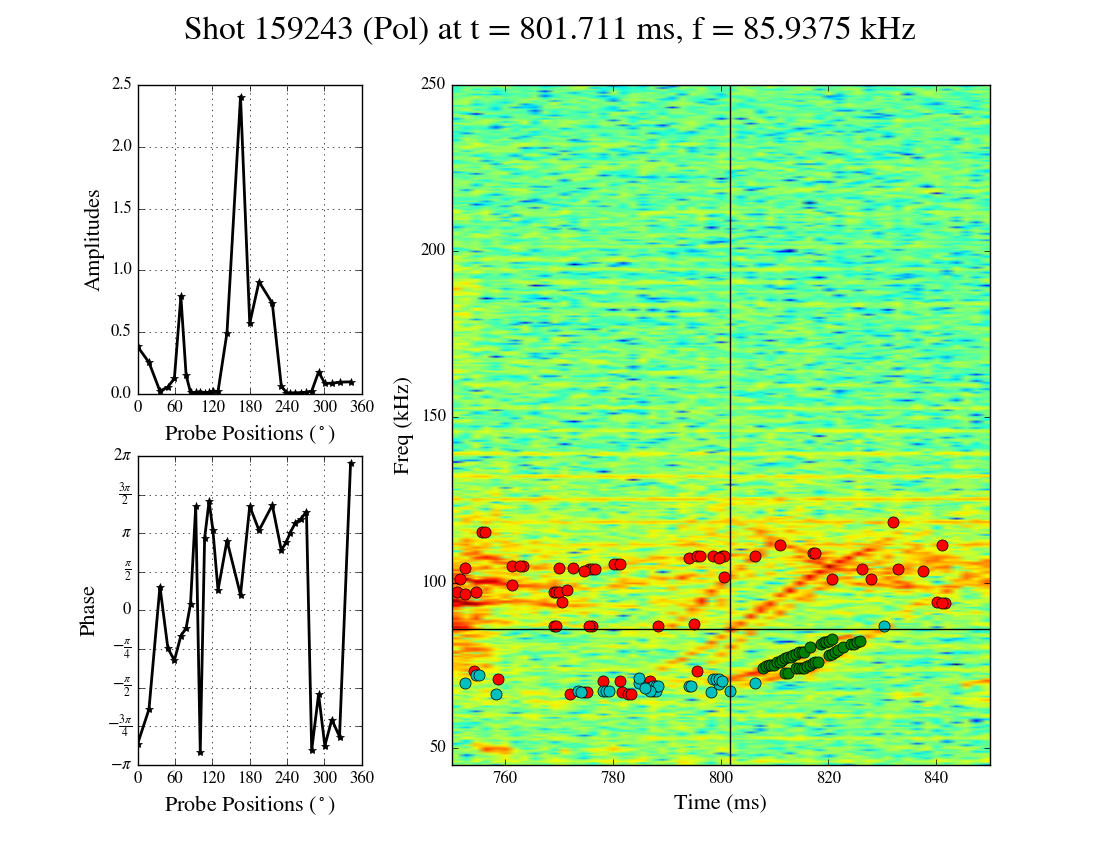 Shot 159243 (Pol) at t = 801.711 ms, f = 85.9375 kHz
2.5
2.0
1.5
1.0
0.5
0.0
Amplitudes
0 60 120 180 240 300 360
Probe Positions (°)
2π
3π/2
π
π/2
0
−π/4
−π/2
−3π/4
−π
Phase
0 60 120 180 240 300 360
Probe Positions (°)
250
200
150
100
50
Freq (kHz)
760 780 800 820 840
Time (ms)